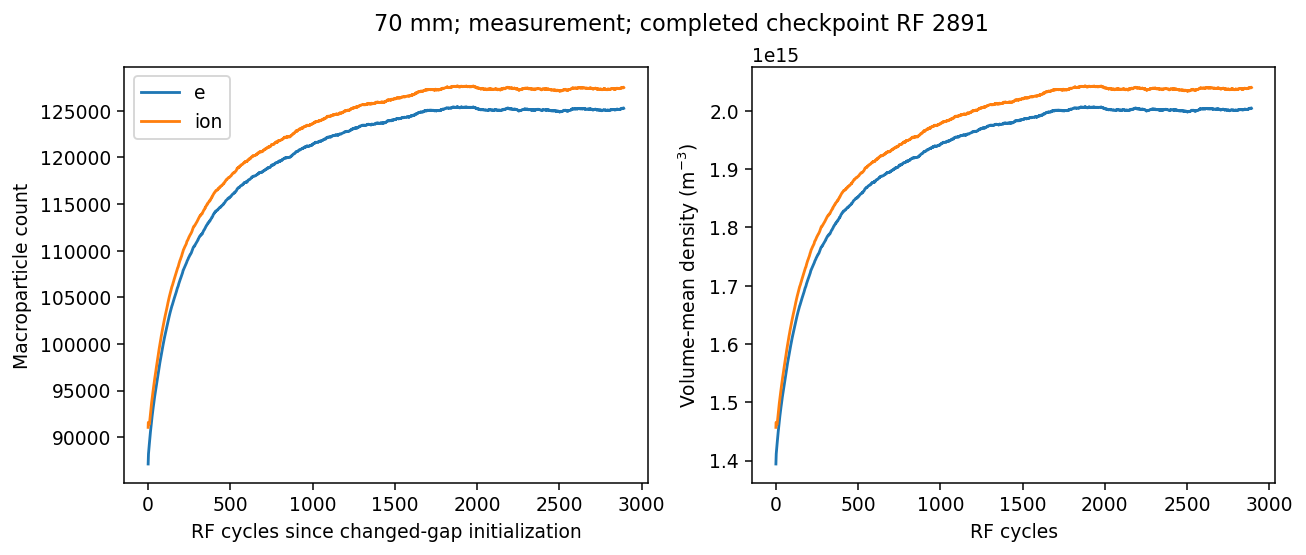 70 mm; measurement; completed checkpoint RF 2891
1e15
e
ion
125000
120000
115000
110000
105000
100000
95000
90000
Macroparticle count
0 500 1000 1500 2000 2500 3000
RF cycles since changed-gap initialization
2.0
1.9
1.8
1.7
1.6
1.5
1.4
Volume-mean density (m⁻³)
0 500 1000 1500 2000 2500 3000
RF cycles